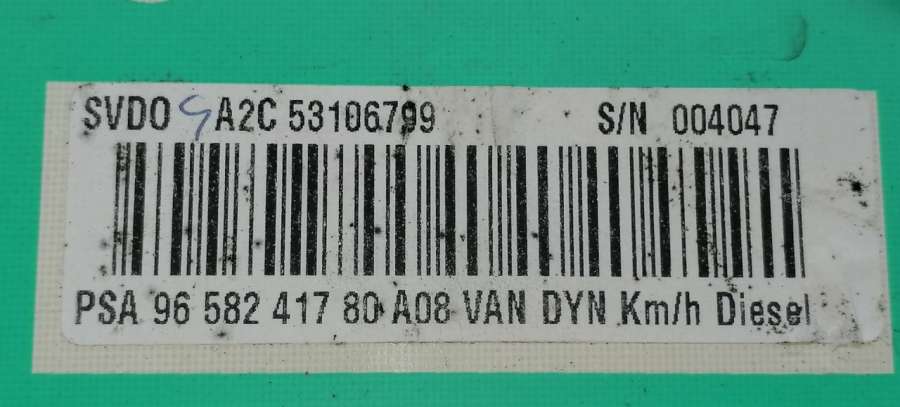 SVDO A2C 53106799 S/N 004047
PSA 96 582 417 80 A08 VAN DYN Km/h Diesel